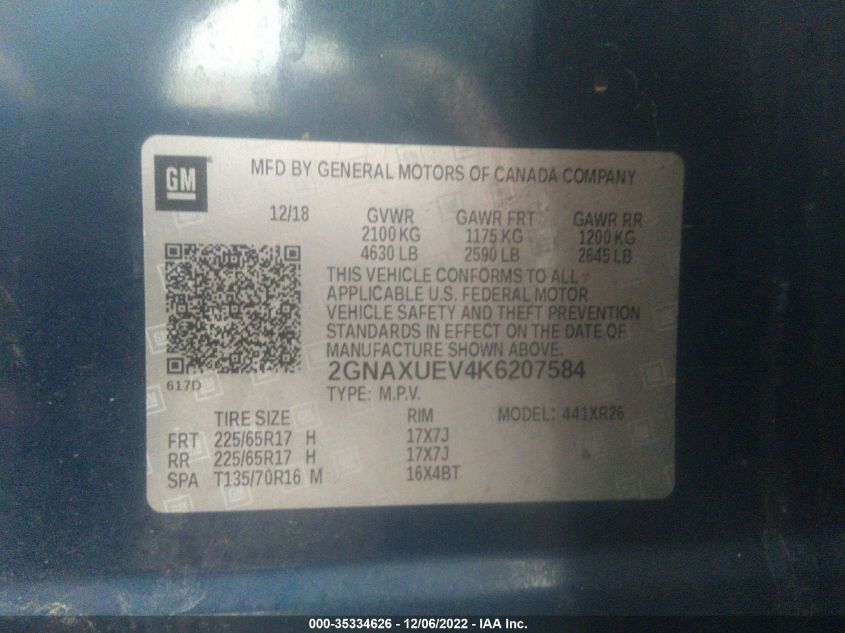 GM
MFD BY GENERAL MOTORS OF CANADA COMPANY
12/18 GVWR GAWR FRT GAWR RR
2100 KG 1175 KG 1200 KG
4630 LB 2590 LB 2645 LB
THIS VEHICLE CONFORMS TO ALL
APPLICABLE U.S. FEDERAL MOTOR
VEHICLE SAFETY AND THEFT PREVENTION
STANDARDS IN EFFECT ON THE DATE OF
MANUFACTURE SHOWN ABOVE.
617D
2GNAXUEV4K6207584
TYPE: M.P.V.
TIRE SIZE RIM MODEL: 441XR26
FRT 225/65R17 H 17X7J
RR 225/65R17 H 17X7J
SPA T135/70R16 M 16X4BT
000-35334626 - 12/06/2022 - IAA Inc.